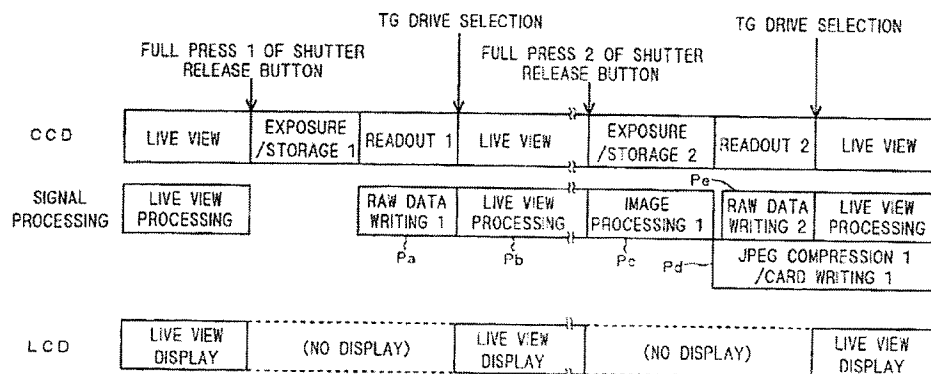 TG DRIVE SELECTION
TG DRIVE SELECTION
FULL PRESS 1 OF SHUTTER
RELEASE BUTTON
FULL PRESS 2 OF SHUTTER
RELEASE BUTTON
CCD
LIVE VIEW
EXPOSURE
/STORAGE 1
READOUT 1
LIVE VIEW
EXPOSURE
/STORAGE 2
READOUT 2
LIVE VIEW
SIGNAL
PROCESSING
LIVE VIEW
PROCESSING
RAW DATA
WRITING 1
LIVE VIEW
PROCESSING
IMAGE
PROCESSING 1
Pe
RAW DATA
WRITING 2
LIVE VIEW
PROCESSING
Pa
Pb
Pc
Pd
JPEG COMPRESSION 1
/CARD WRITING 1
LCD
LIVE VIEW
DISPLAY
(NO DISPLAY)
LIVE VIEW
DISPLAY
(NO DISPLAY)
LIVE VIEW
DISPLAY